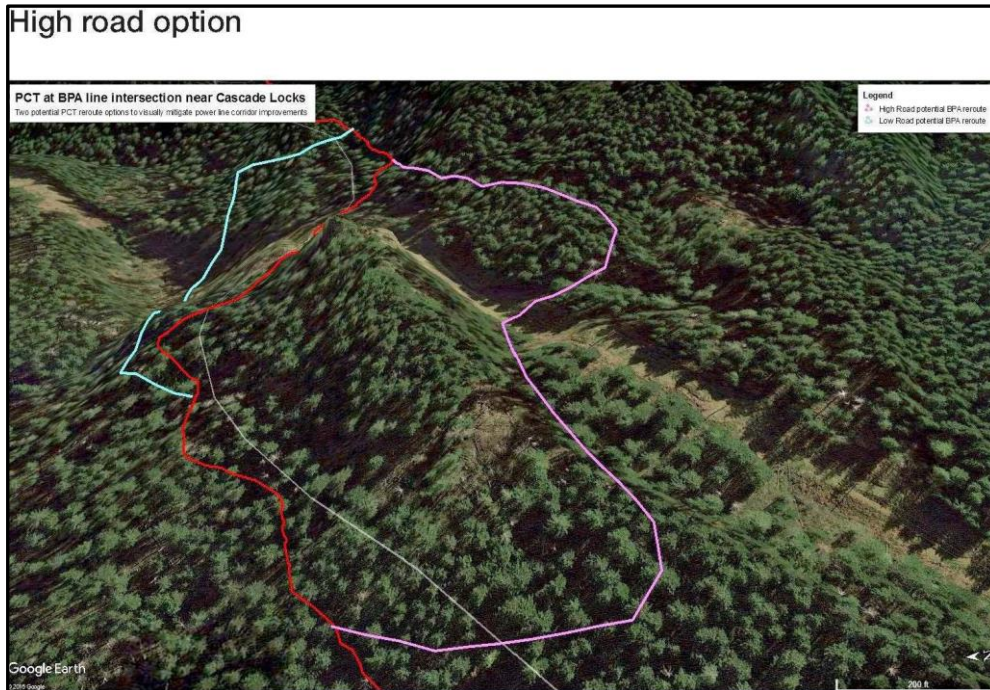 High road option
PCT at BPA line intersection near Cascade Locks
Two potential PCT reroute options to visually mitigate power line corridor improvements
Legend
High Road potential BPA reroute
Low Road potential BPA reroute
Google Earth
200 ft